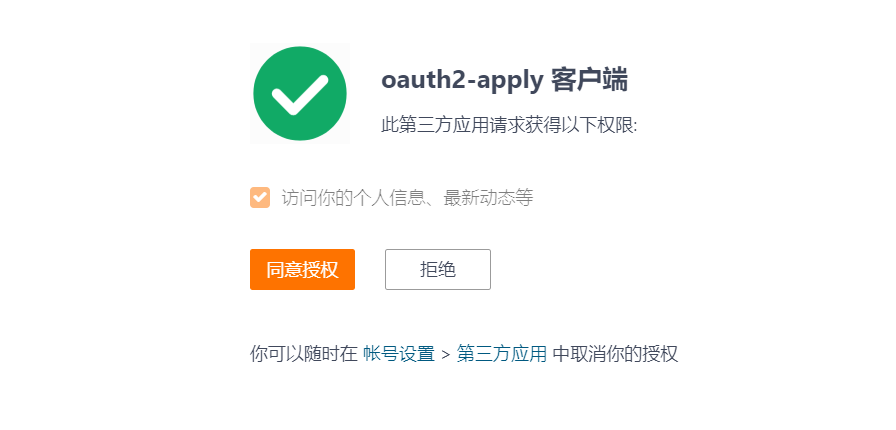 oauth2-apply 客户端
此第三方应用请求获得以下权限:
访问你的个人信息、最新动态等
同意授权
拒绝
你可以随时在 帐号设置 > 第三方应用 中取消你的授权